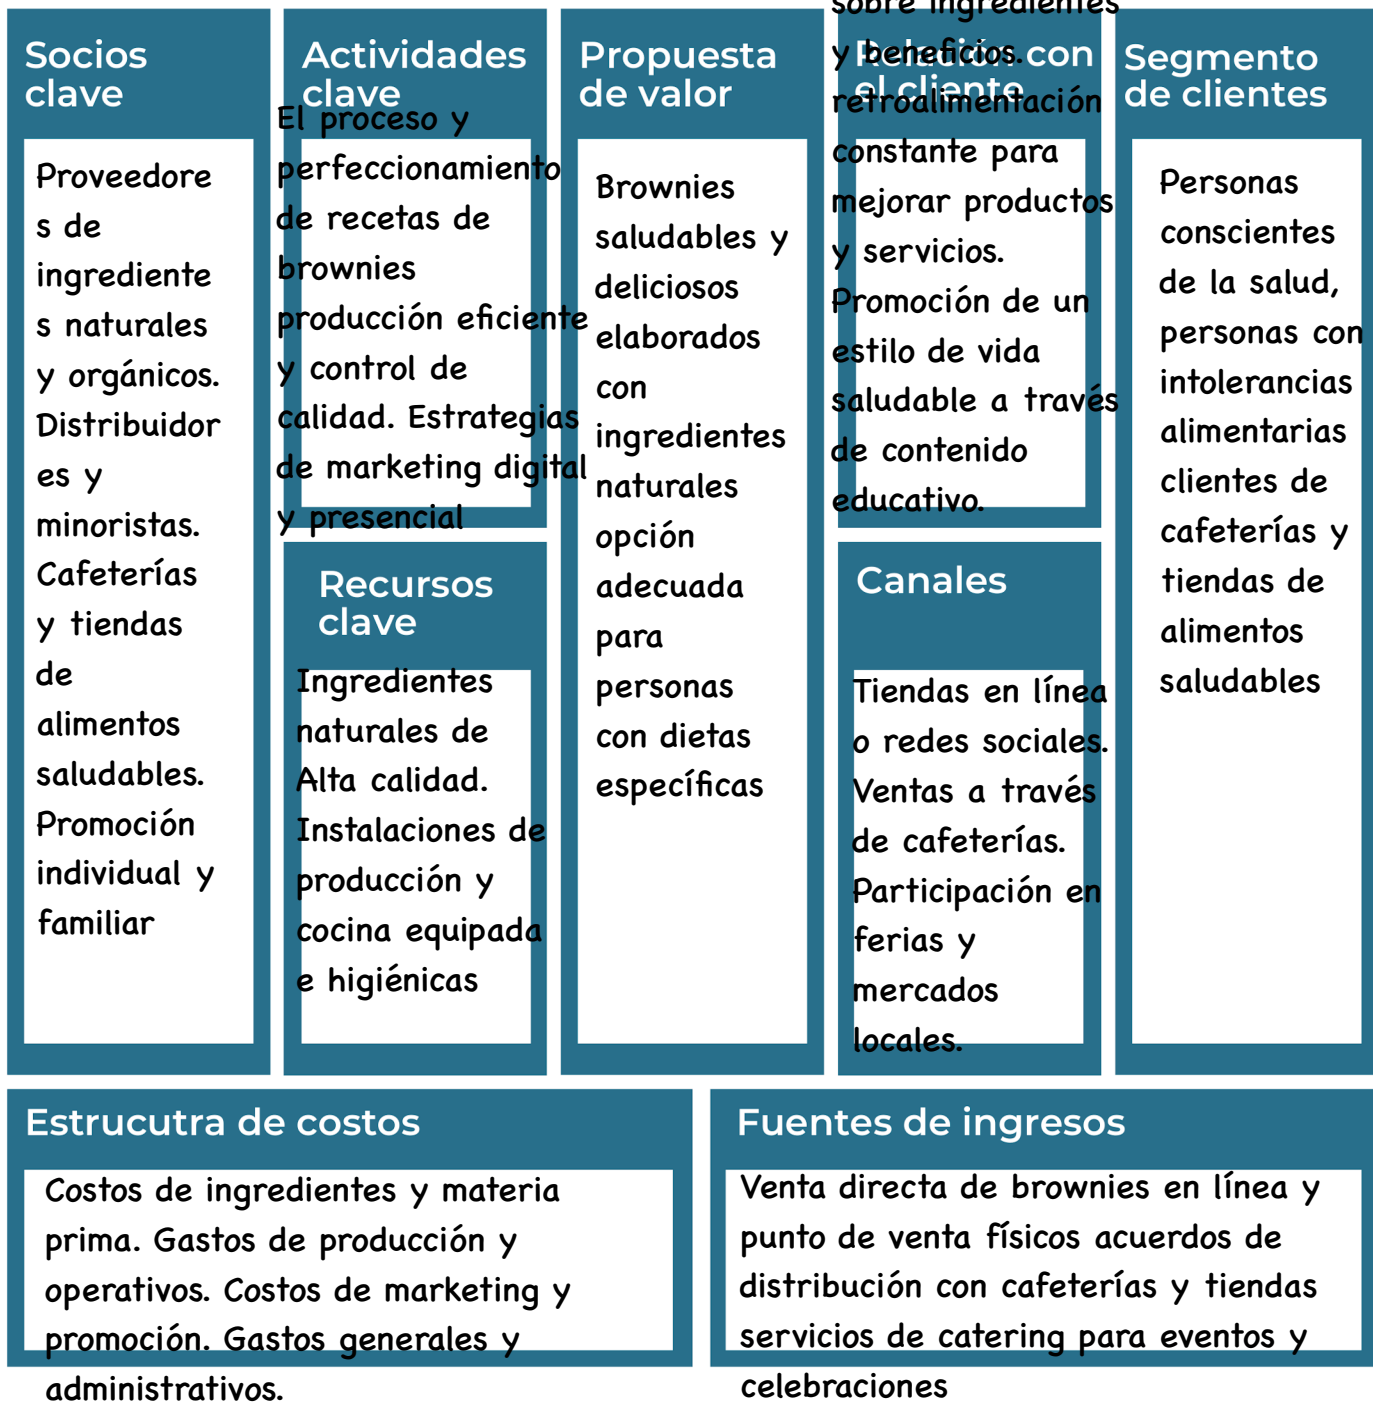 Socios
clave
Proveedore
s de
ingrediente
s naturales
y orgánicos.
Distribuidor
es y
minoristas.
Cafeterías
y tiendas
de
alimentos
saludables.
Promoción
individual y
familiar
Actividades
clave
El proceso y
perfeccionamiento
de recetas de
brownies
producción eficiente
y control de
calidad. Estrategias
de marketing digital
y presencial
Recursos
clave
Ingredientes
naturales de
Alta calidad.
Instalaciones de
producción y
cocina equipada
e higiénicas
Propuesta
de valor
Brownies
saludables y
deliciosos
elaborados
con
ingredientes
naturales
opción
adecuada
para
personas
con dietas
específicas
Relación con
el cliente
sobre ingredientes
y beneficios.
retroalimentación
constante para
mejorar productos
y servicios.
Promoción de un
estilo de vida
saludable a través
de contenido
educativo.
Canales
Tiendas en línea
o redes sociales.
Ventas a través
de cafeterías.
Participación en
ferias y
mercados
locales.
Segmento
de clientes
Personas
conscientes
de la salud,
personas con
intolerancias
alimentarias
clientes de
cafeterías y
tiendas de
alimentos
saludables
Estrucutra de costos
Costos de ingredientes y materia
prima. Gastos de producción y
operativos. Costos de marketing y
promoción. Gastos generales y
administrativos.
Fuentes de ingresos
Venta directa de brownies en línea y
punto de venta físicos acuerdos de
distribución con cafeterías y tiendas
servicios de catering para eventos y
celebraciones